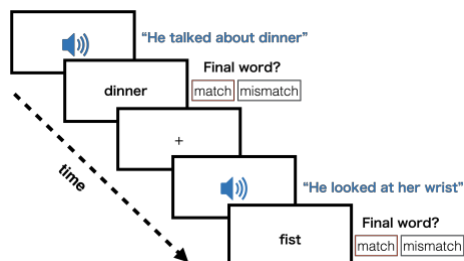 “He talked about dinner”
Final word?
dinner
match mismatch
+
time
“He looked at her wrist”
Final word?
fist
match mismatch